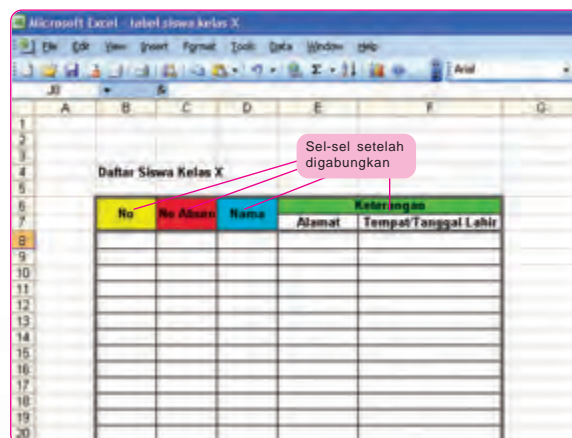 Microsoft Excel - tabel siswa kelas X
File Edit View Insert Format Tools Data Window Help
Arial
J8
A B C D E F G
1
2
3
Sel-sel setelah
digabungkan
4 Daftar Siswa Kelas X
5
6 No No Absen Nama Keterangan
7 Alamat Tempat/Tanggal Lahir
8
9
10
11
12
13
14
15
16
17
18
19
20